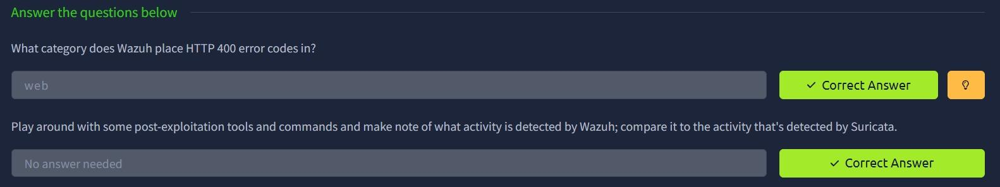 Answer the questions below
What category does Wazuh place HTTP 400 error codes in?
web
Correct Answer
Play around with some post-exploitation tools and commands and make note of what activity is detected by Wazuh; compare it to the activity that's detected by Suricata.
No answer needed
Correct Answer